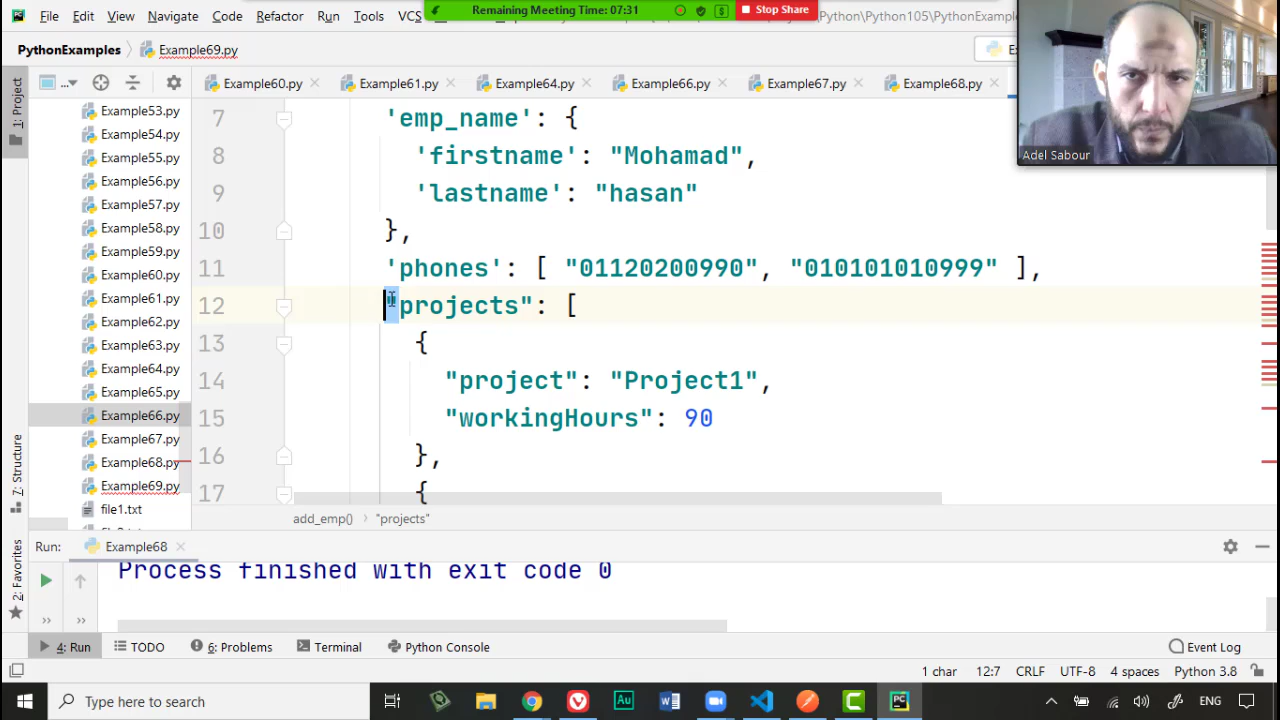 File Edit View Navigate Code Refactor Run Tools VCS
Remaining Meeting Time: 07:31 Stop Share
\Python\Python105\PythonExample
PythonExamples Example69.py
Example60.py Example61.py Example64.py Example66.py Example67.py Example68.py
Adel Sabour
1: Project
7: Structure
2: Favorites
Example53.py
Example54.py
Example55.py
Example56.py
Example57.py
Example58.py
Example59.py
Example60.py
Example61.py
Example62.py
Example63.py
Example64.py
Example65.py
Example66.py
Example67.py
Example68.py
Example69.py
file1.txt
7 'emp_name': {
8 'firstname': "Mohamad",
9 'lastname': "hasan"
10 },
11 'phones': [ "01120200990", "010101010999" ],
12 "projects": [
13 {
14 "project": "Project1",
15 "workingHours": 90
16 },
17 {
add_emp() "projects"
Run: Example68
Process finished with exit code 0
4: Run TODO 6: Problems Terminal Python Console Event Log
1 char 12:7 CRLF UTF-8 4 spaces Python 3.8
Type here to search ENG